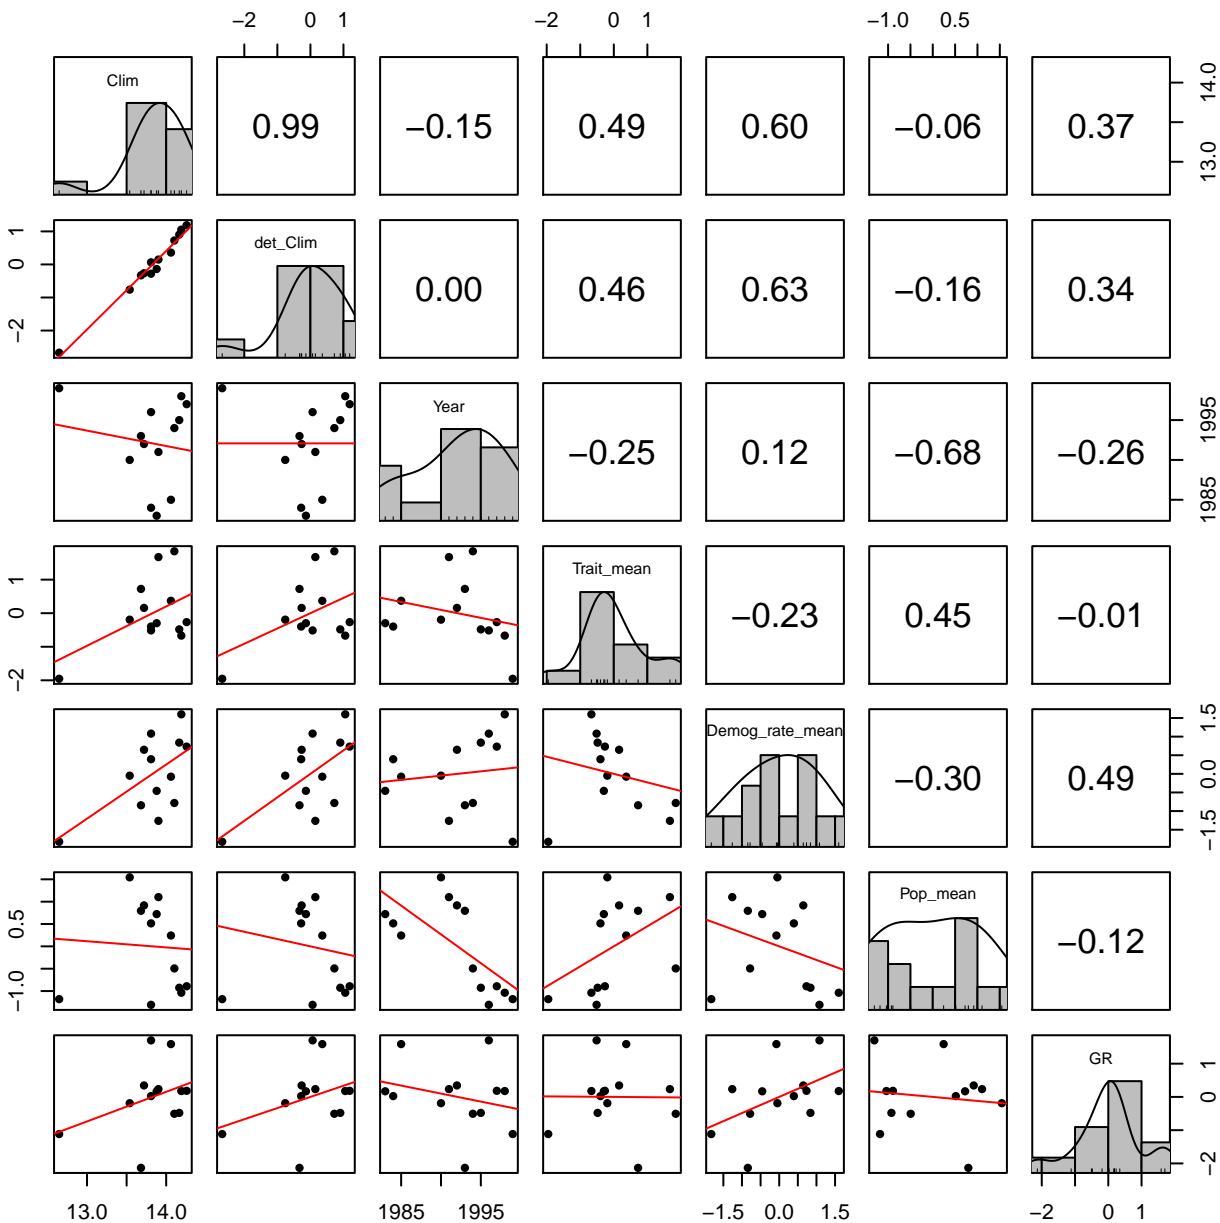 −2 0 1 −2 0 1 −1.0 0.5
Clim 0.99 −0.15 0.49 0.60 −0.06 0.37 13.0 14.0
−2 0 1 det_Clim 0.00 0.46 0.63 −0.16 0.34
Year −0.25 0.12 −0.68 −0.26 1985 1995
−2 0 1 Trait_mean −0.23 0.45 −0.01
Demog_rate_mean −0.30 0.49 −1.5 0.0 1.5
−1.0 0.5 Pop_mean −0.12
GR −2 0 1
13.0 14.0 1985 1995 −1.5 0.0 1.5 −2 0 1